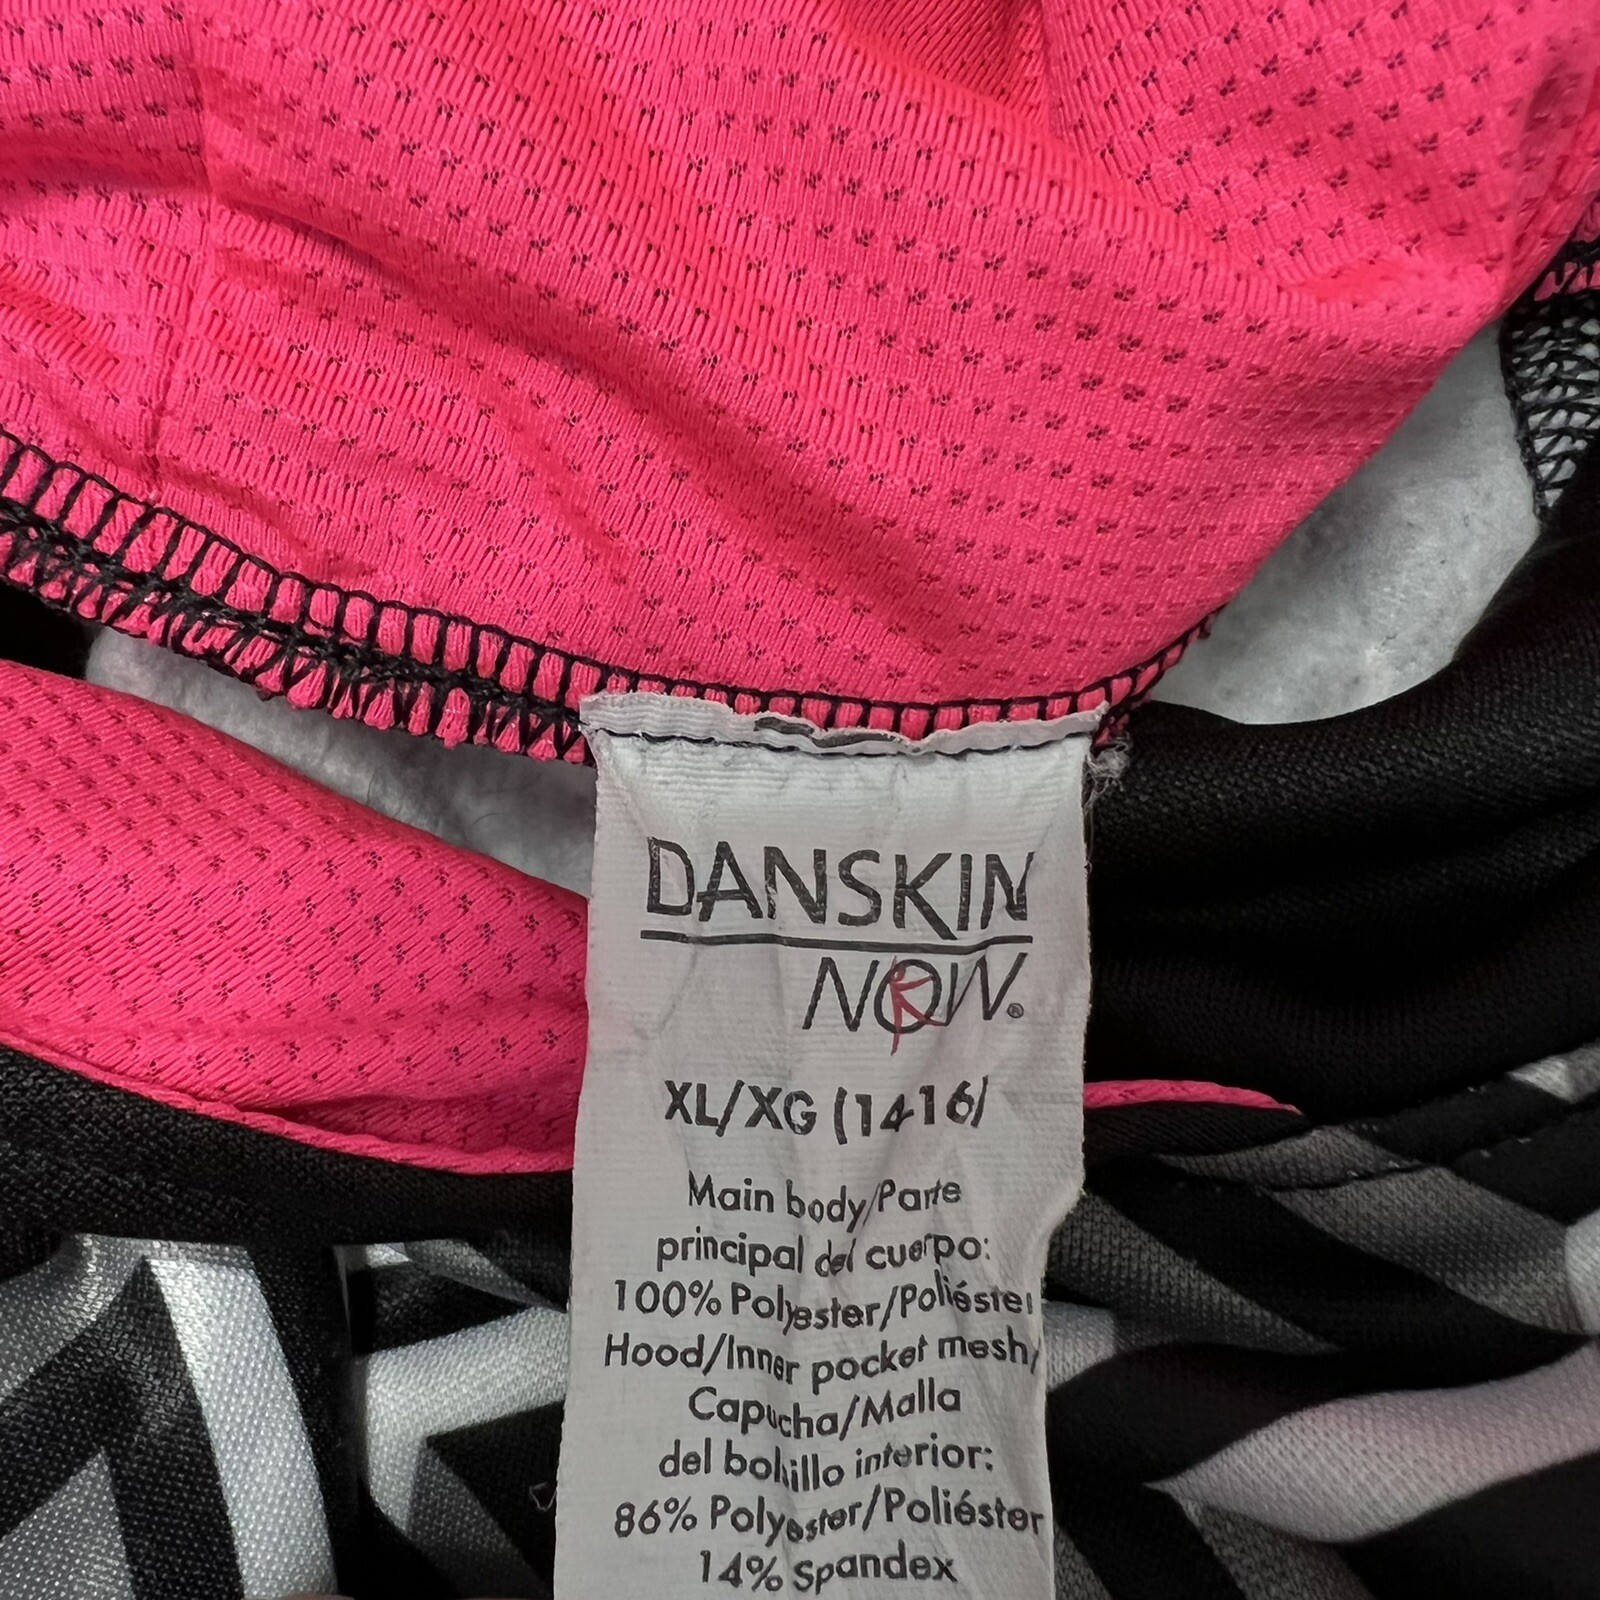 DANSKIN
NOW®
K
XL/XG (14-16)
Main body/Parte
principal del cuerpo:
100% Polyester/Poliéster
Hood/Inner pocket mesh/
Capucha/Malla
del bolsillo interior:
86% Polyester/Poliéster
14% Spandex